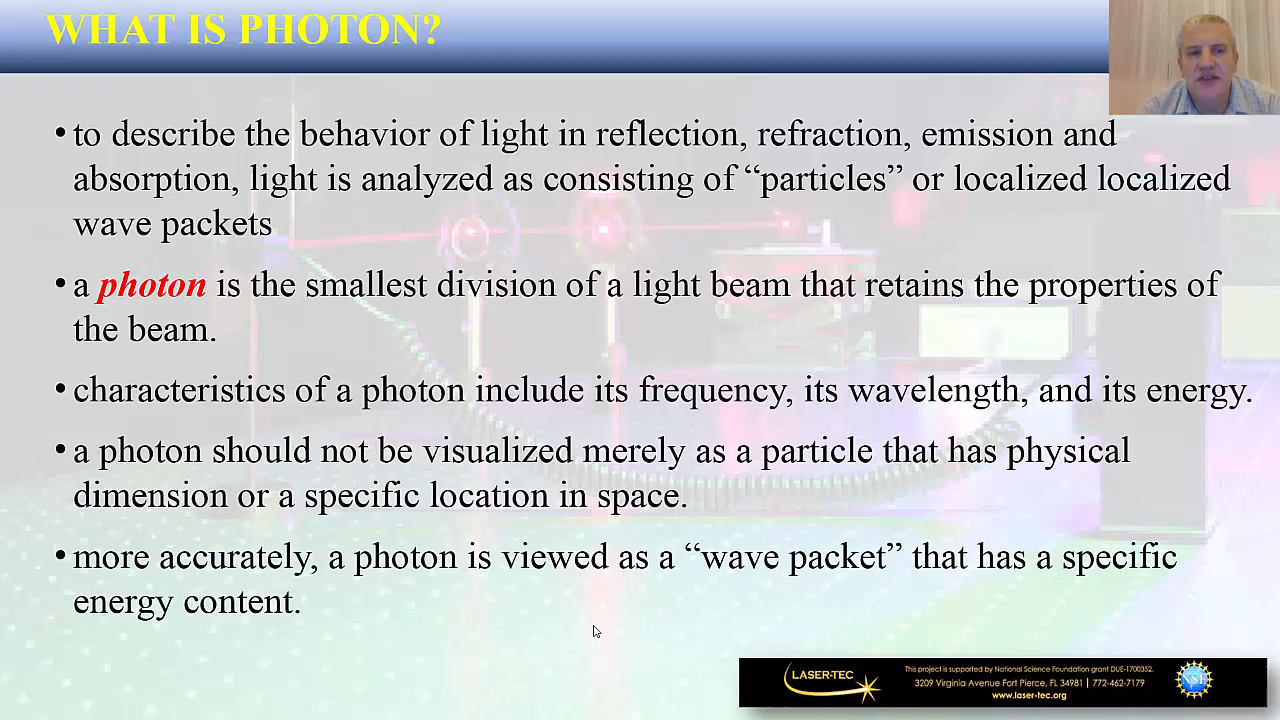 WHAT IS PHOTON?
• to describe the behavior of light in reflection, refraction, emission and
absorption, light is analyzed as consisting of “particles” or localized localized
wave packets
• a photon is the smallest division of a light beam that retains the properties of
the beam.
• characteristics of a photon include its frequency, its wavelength, and its energy.
• a photon should not be visualized merely as a particle that has physical
dimension or a specific location in space.
• more accurately, a photon is viewed as a “wave packet” that has a specific
energy content.
LASER-TEC
This project is supported by National Science Foundation grant DUE-1700352.
3209 Virginia Avenue Fort Pierce, FL 34981 | 772-462-7179
www.laser-tec.org
NSF